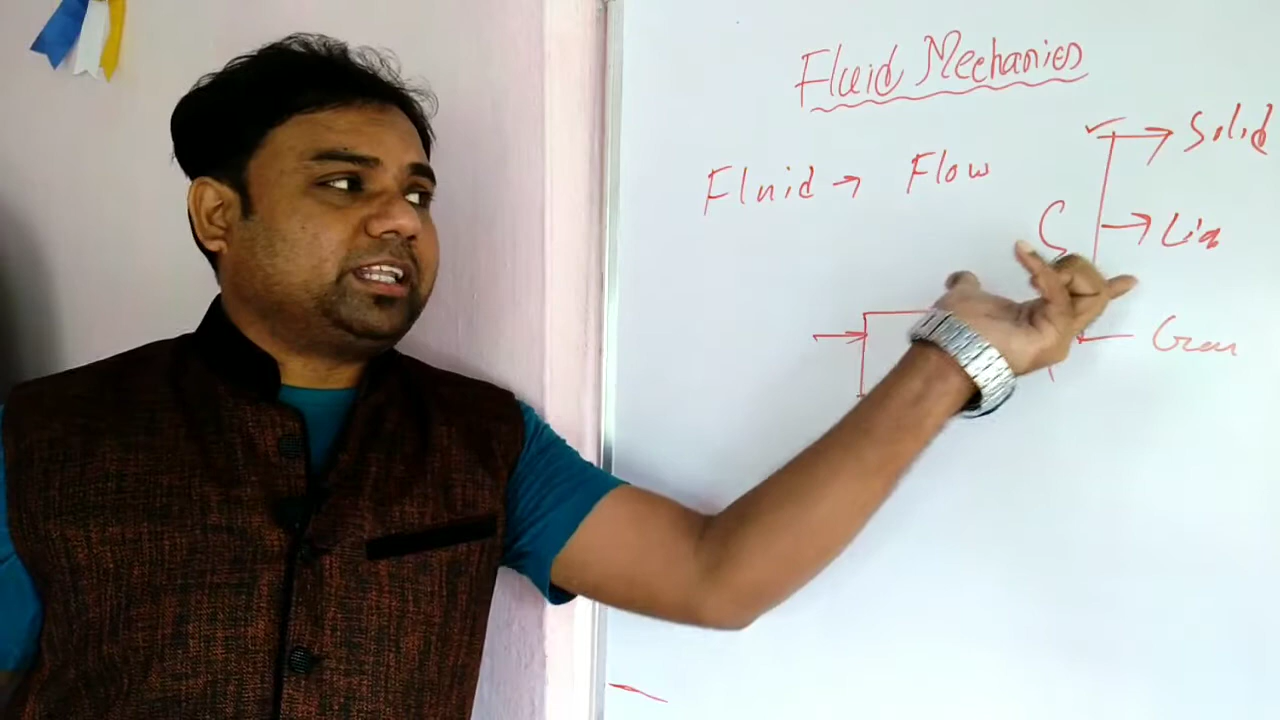 Fluid Mechanics
Solid
Fluid → Flow
Liq
Gas